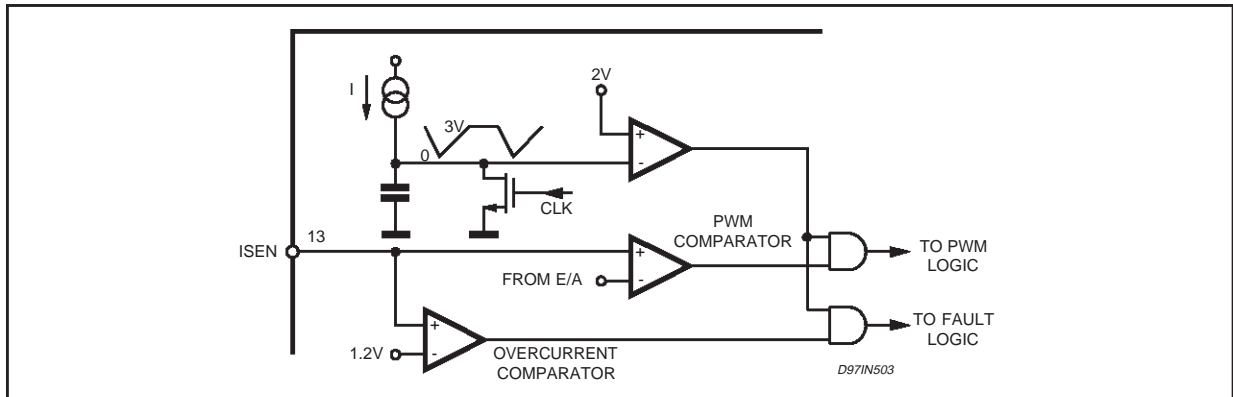 I
3V
0
2V
+
-
CLK
ISEN
13
PWM
COMPARATOR
+
-
FROM E/A
TO PWM
LOGIC
+
-
1.2V
OVERCURRENT
COMPARATOR
TO FAULT
LOGIC
D97IN503